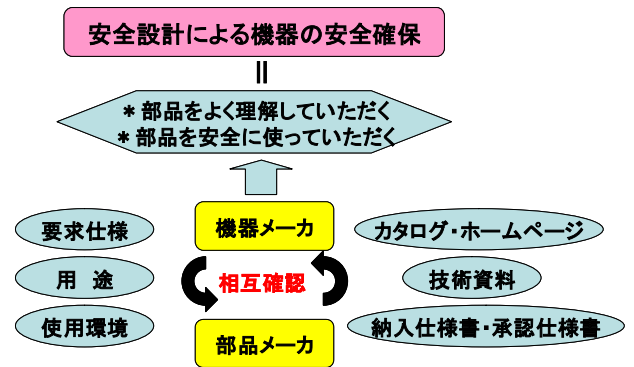 安全設計による機器の安全確保
＝
＊部品をよく理解していただく
＊部品を安全に使っていただく
要求仕様
機器メーカ
カタログ・ホームページ
用　途
相互確認
技術資料
使用環境
部品メーカ
納入仕様書・承認仕様書